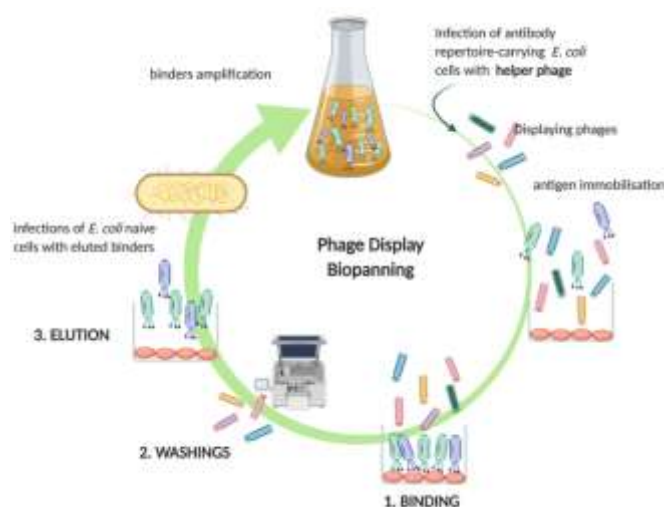 Infection of antibody
repertoire-carrying E. coli
cells with helper phage
binders amplification
Displaying phages
antigen immobilisation
Infections of E. coli naive
cells with eluted binders
Phage Display
Biopanning
3. ELUTION
2. WASHINGS
1. BINDING